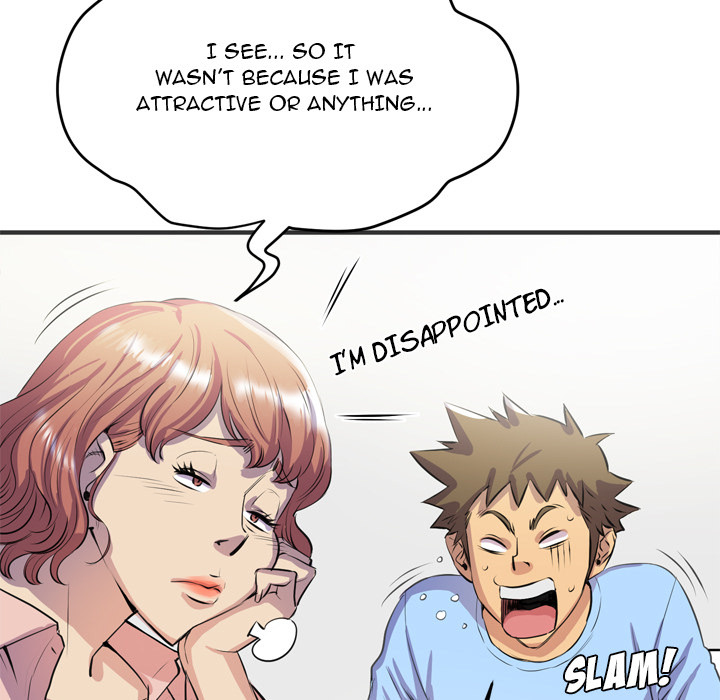 I SEE... SO IT
WASN'T BECAUSE I WAS
ATTRACTIVE OR ANYTHING...
I'M DISAPPOINTED...
SLAM!